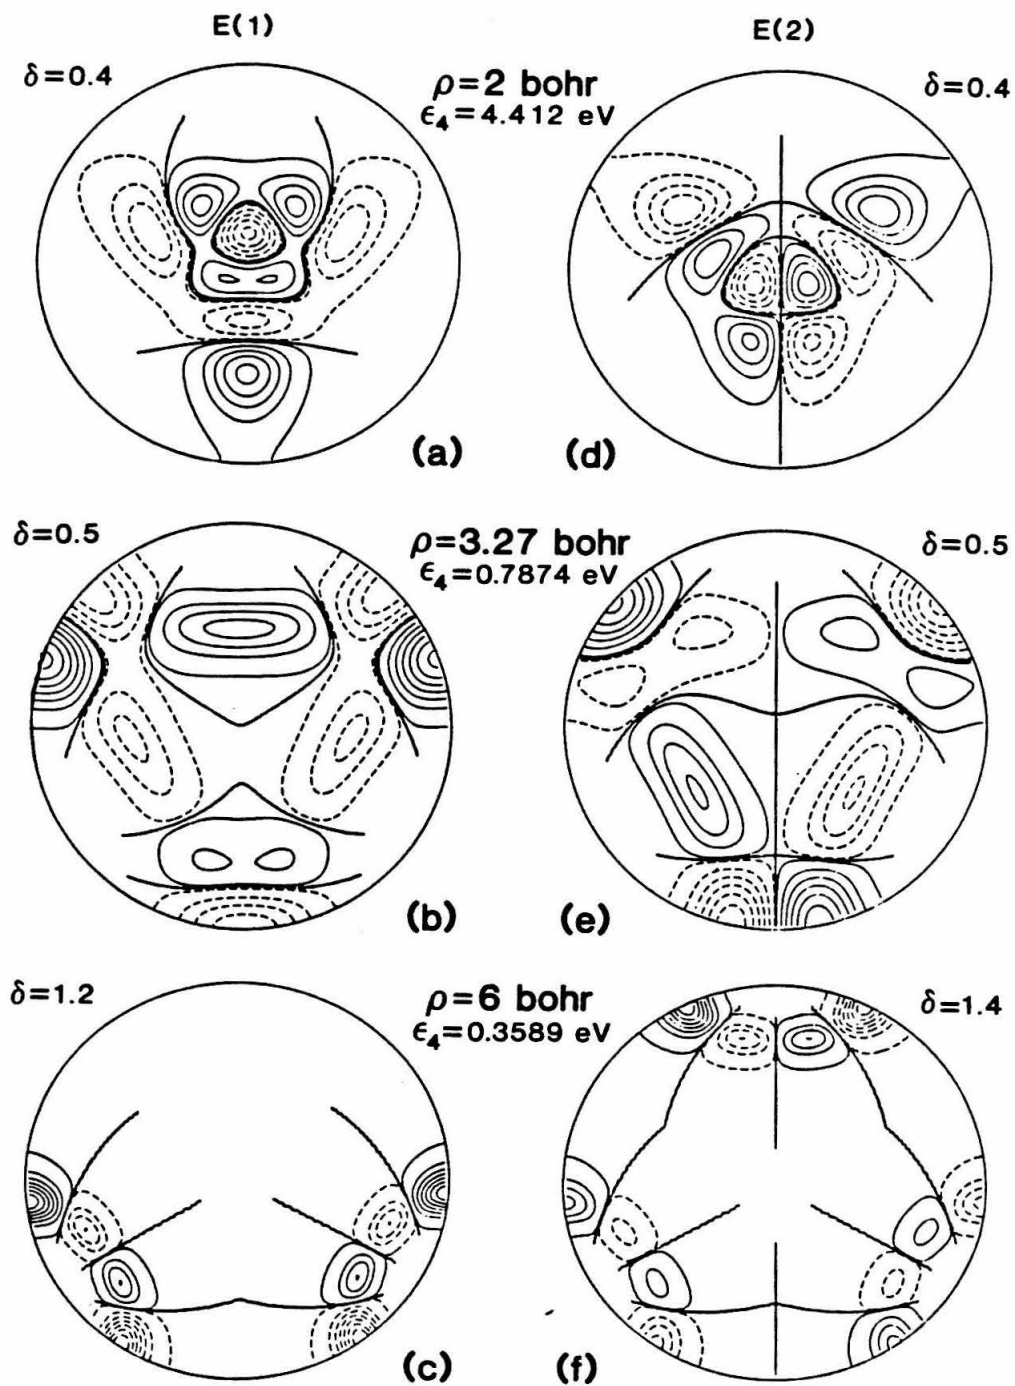 E(1)
E(2)
δ=0.4
ρ=2 bohr
ϵ₄=4.412 eV
δ=0.4
(a)
(d)
δ=0.5
ρ=3.27 bohr
ϵ₄=0.7874 eV
δ=0.5
(b)
(e)
δ=1.2
ρ=6 bohr
ϵ₄=0.3589 eV
δ=1.4
(c)
(f)